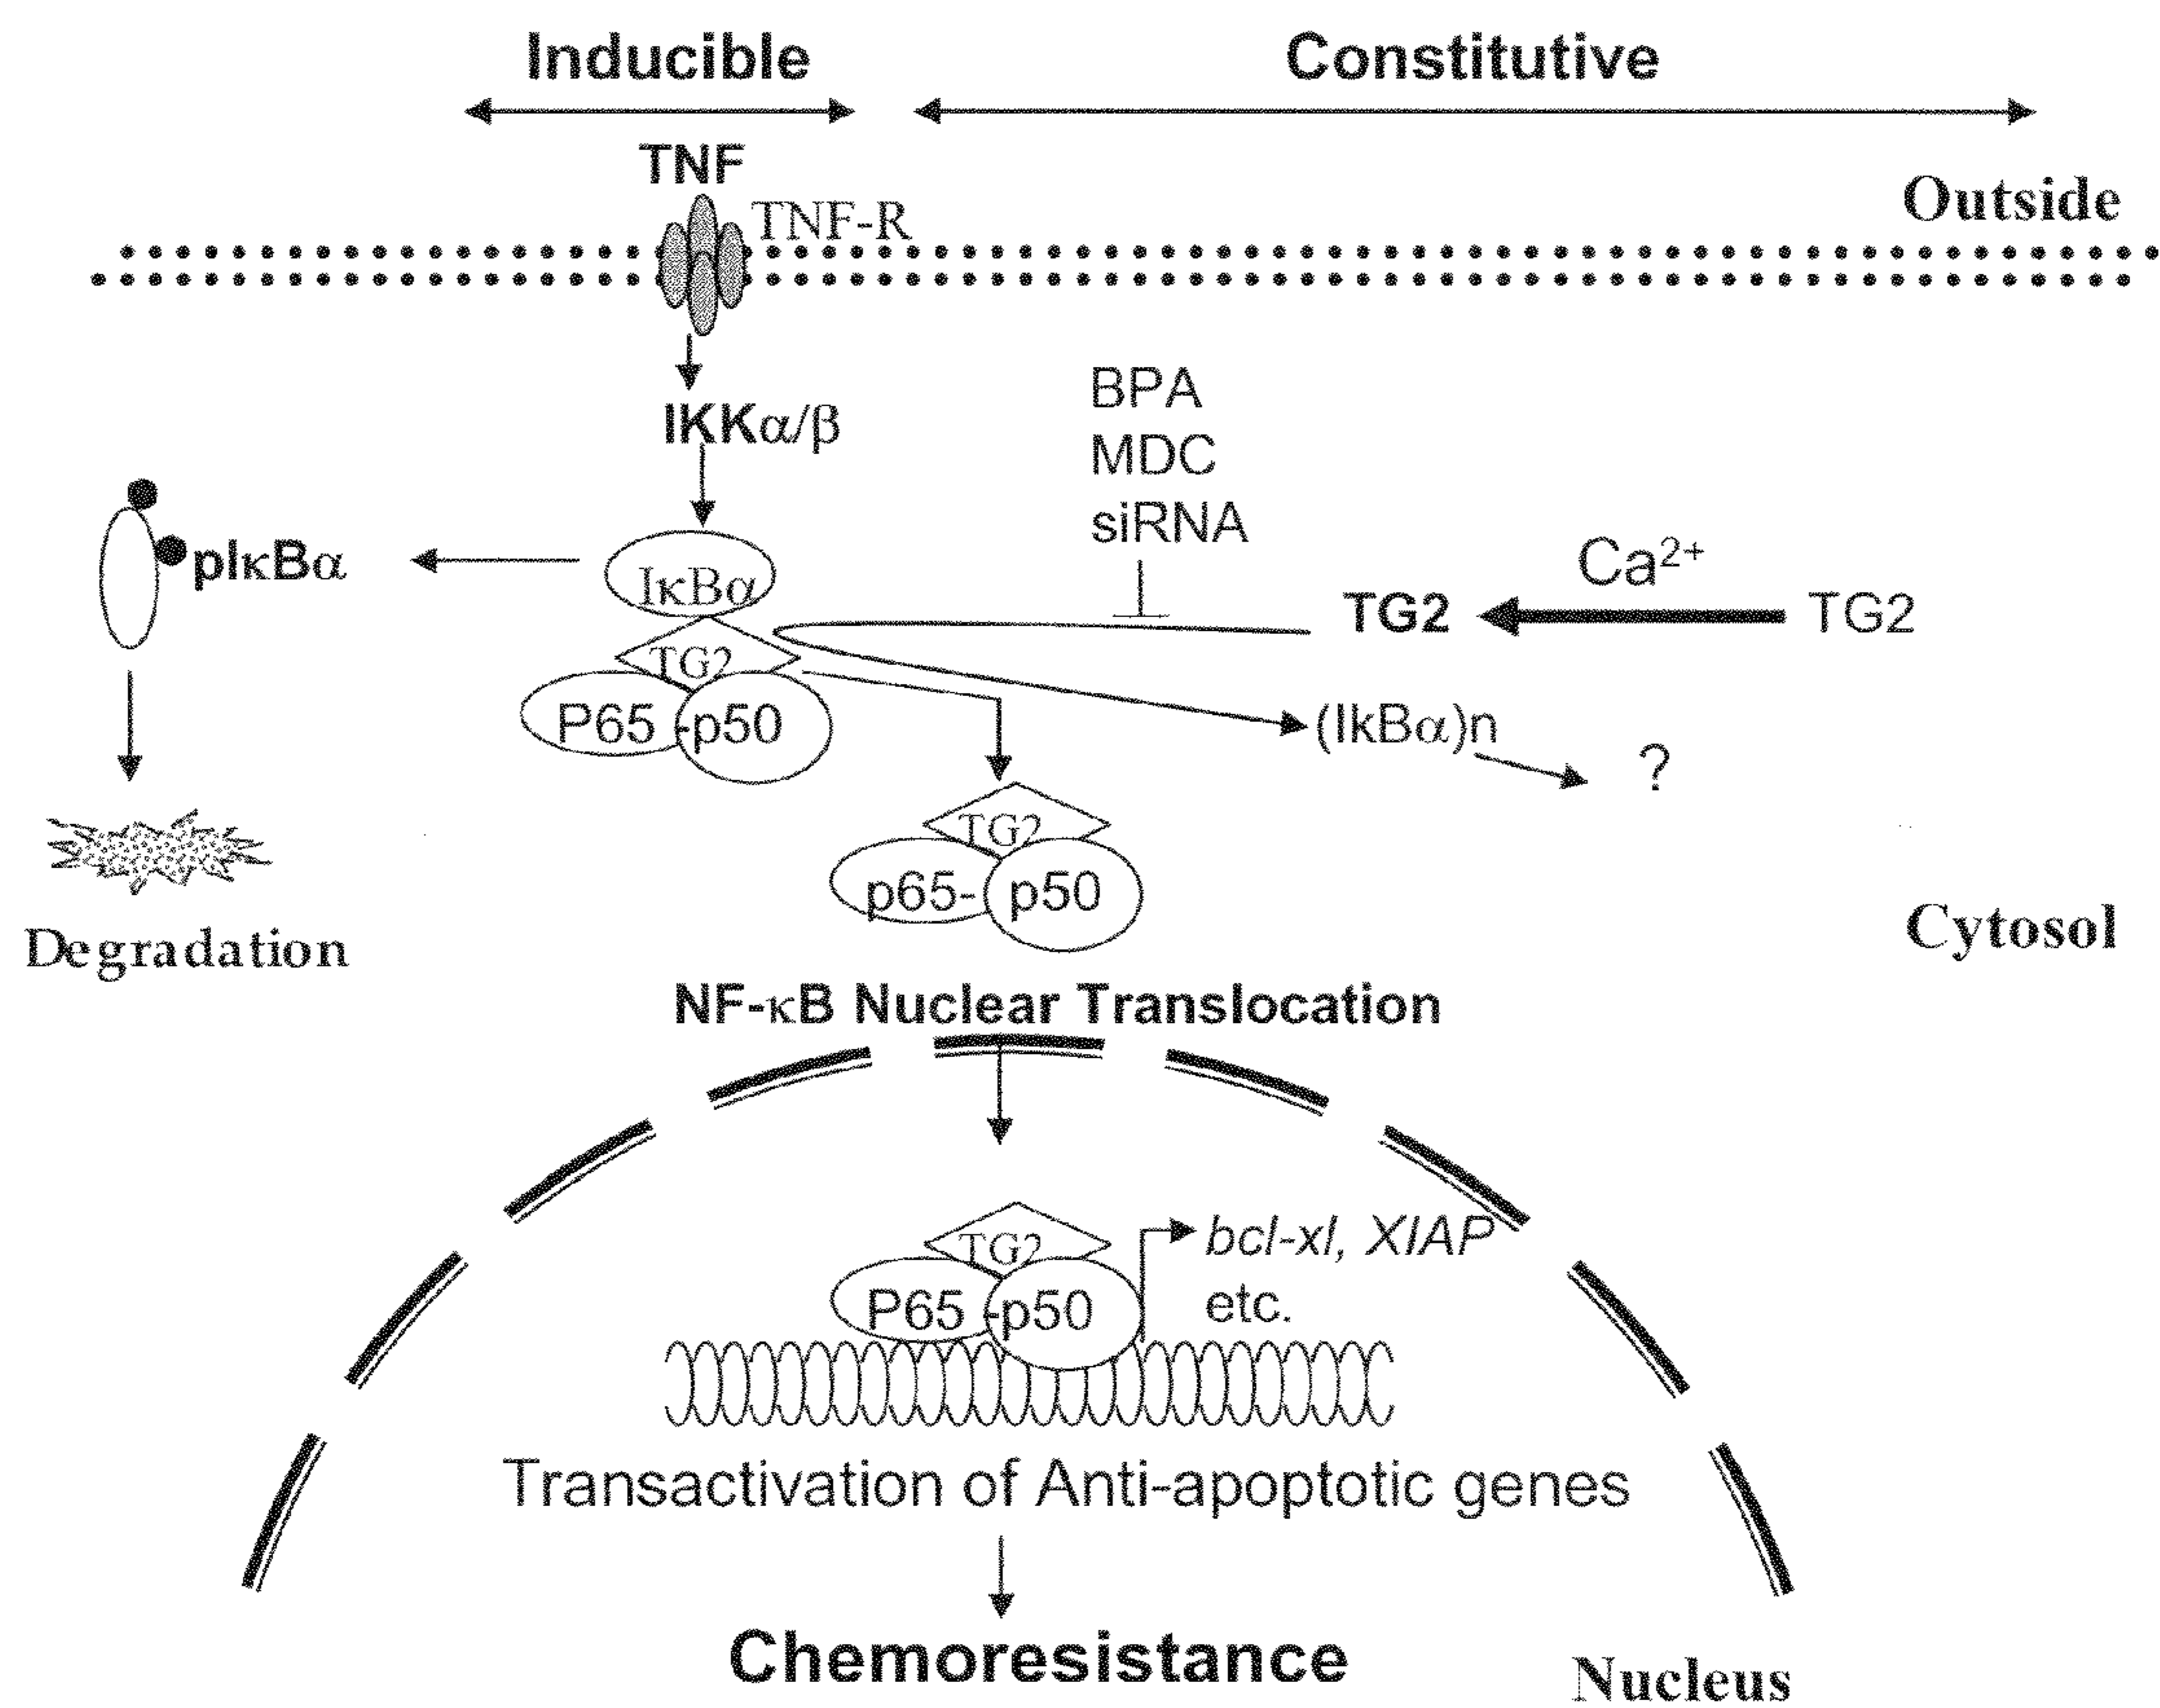 Inducible
Constitutive
TNF
TNF-R
Outside
IKKα/β
BPA
MDC
siRNA
pIκBα
IκBα
Ca²⁺
TG2
TG2
TG2
P65 -p50
(IkBα)n
?
TG2
p65- p50
Degradation
Cytosol
NF-κB Nuclear Translocation
TG2
P65 -p50
bcl-xl, XIAP
etc.
Transactivation of Anti-apoptotic genes
Chemoresistance
Nucleus